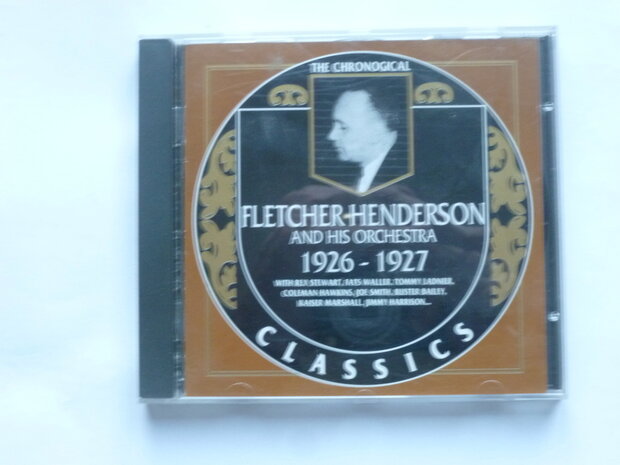 THE CHRONOGICAL
FLETCHER HENDERSON
AND HIS ORCHESTRA
1926 - 1927
WITH REX STEWART, FATS WALLER, TOMMY LADNIER,
COLEMAN HAWKINS, JOE SMITH, BUSTER BAILEY,
KAISER MARSHALL, JIMMY HARRISON...
CLASSICS